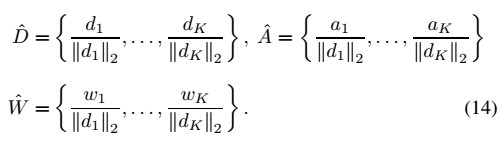 D̂ = { d₁/‖d₁‖₂, . . . , d_K/‖d_K‖₂ } , Â = { a₁/‖d₁‖₂, . . . , a_K/‖d_K‖₂ }
Ŵ = { w₁/‖d₁‖₂, . . . , w_K/‖d_K‖₂ } . (14)